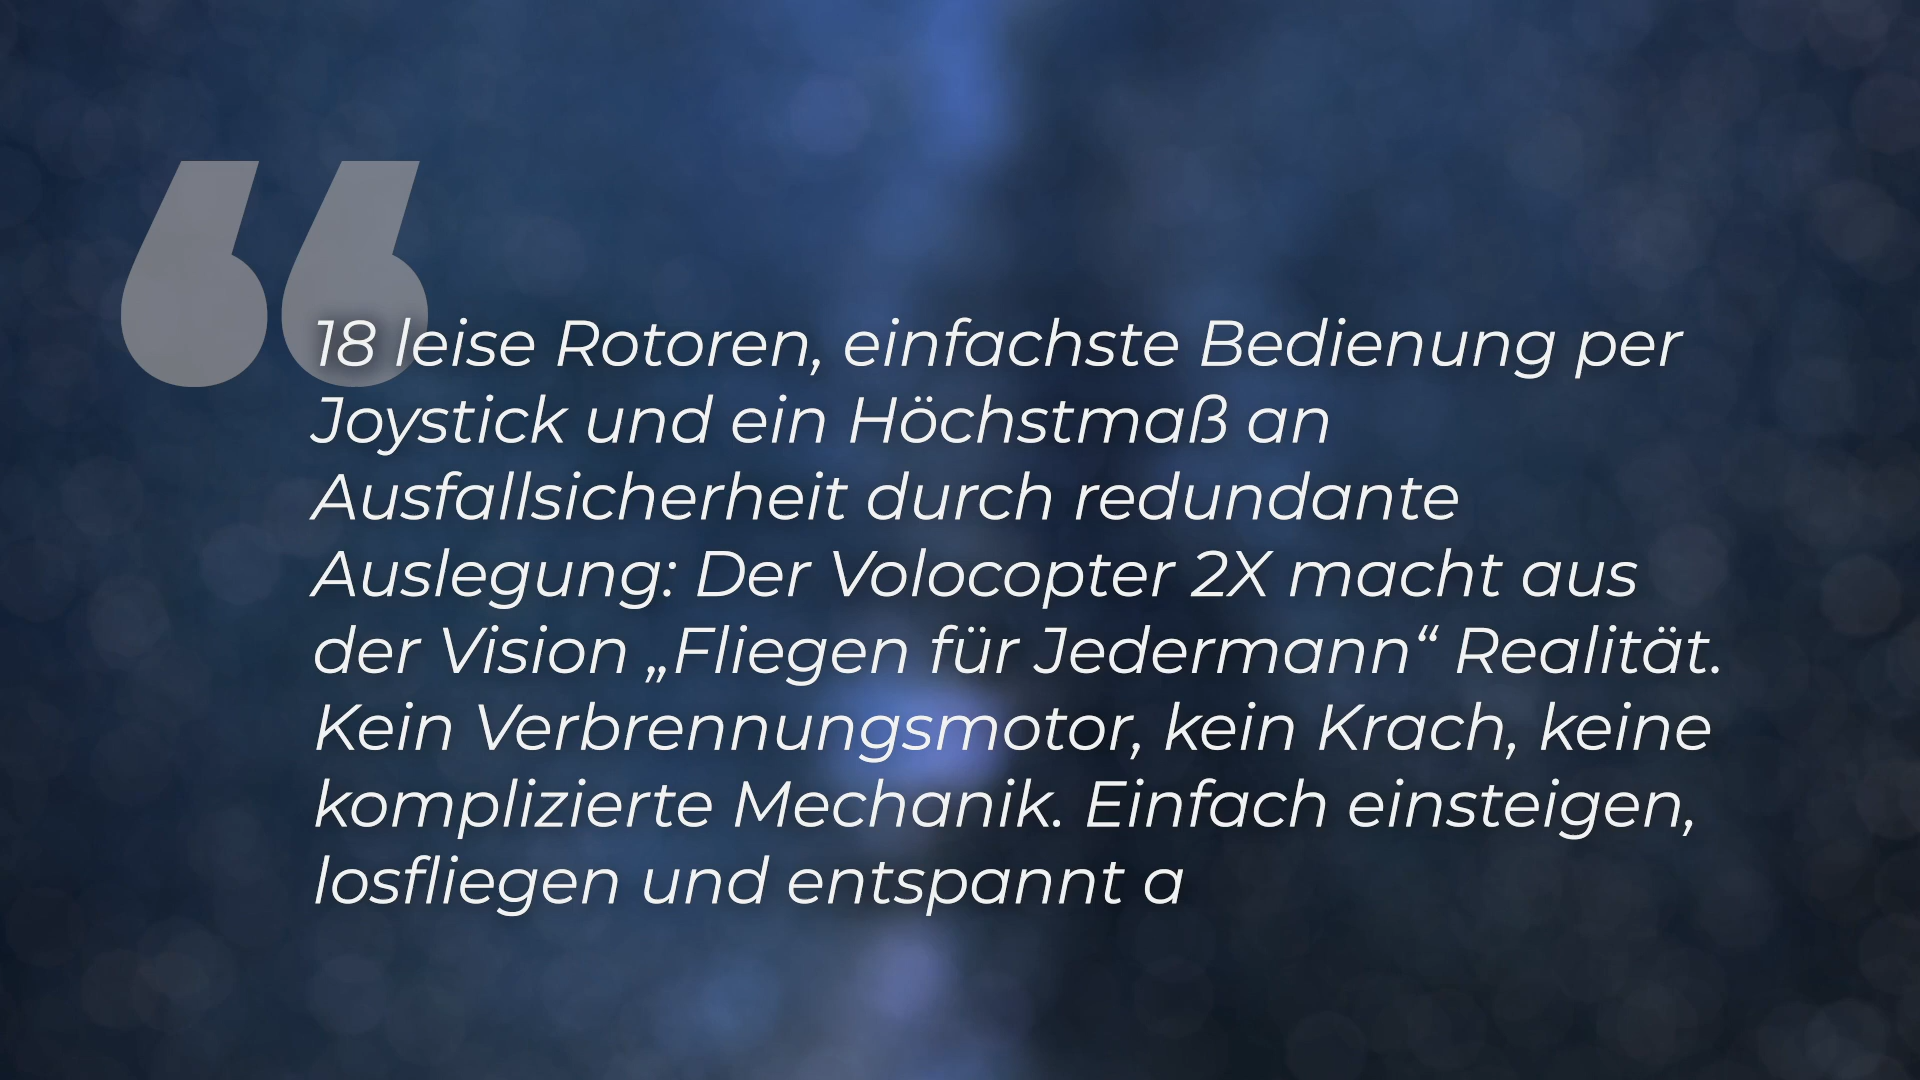 18 leise Rotoren, einfachste Bedienung per
Joystick und ein Höchstmaß an
Ausfallsicherheit durch redundante
Auslegung: Der Volocopter 2X macht aus
der Vision „Fliegen für Jedermann“ Realität.
Kein Verbrennungsmotor, kein Krach, keine
komplizierte Mechanik. Einfach einsteigen,
losfliegen und entspannt a